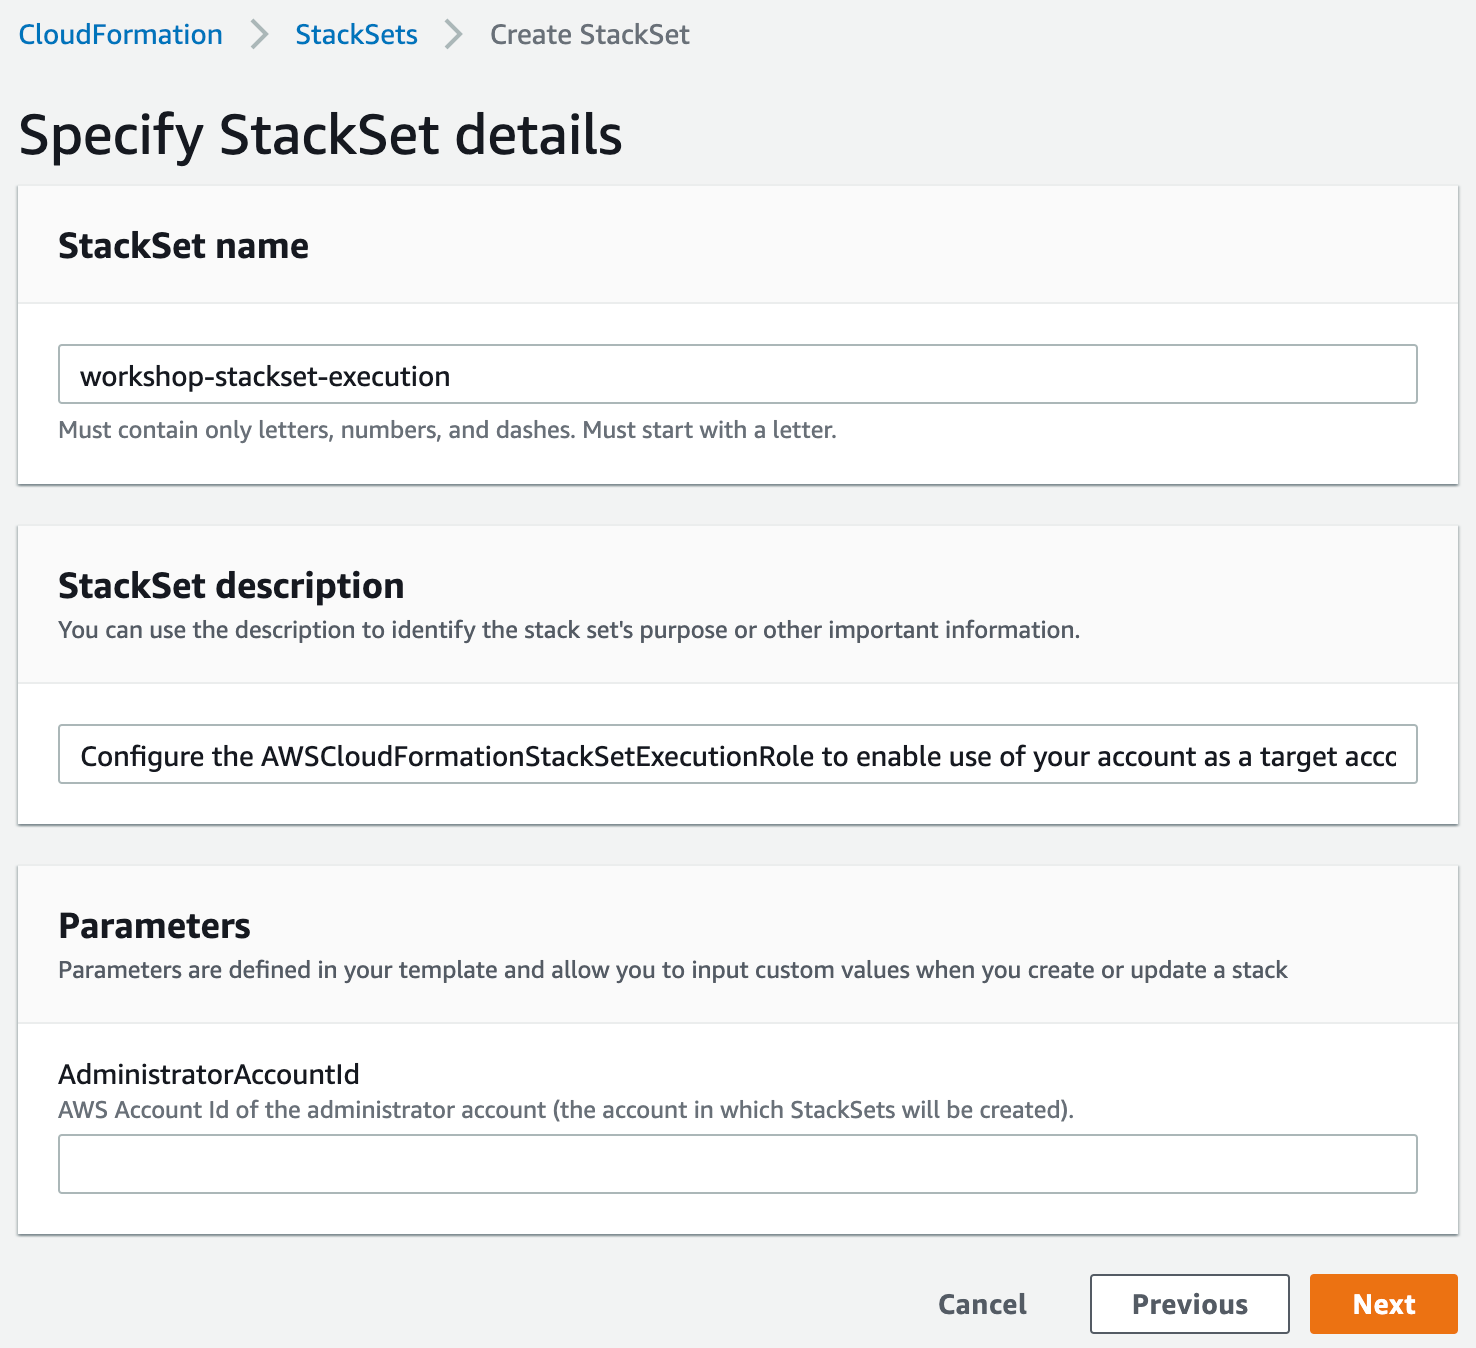 CloudFormation > StackSets > Create StackSet
Specify StackSet details
StackSet name
workshop-stackset-execution
Must contain only letters, numbers, and dashes. Must start with a letter.
StackSet description
You can use the description to identify the stack set's purpose or other important information.
Configure the AWSCloudFormationStackSetExecutionRole to enable use of your account as a target acco
Parameters
Parameters are defined in your template and allow you to input custom values when you create or update a stack
AdministratorAccountId
AWS Account Id of the administrator account (the account in which StackSets will be created).
Cancel Previous Next